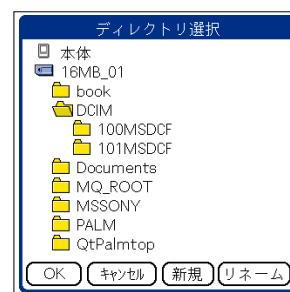 ディレクトリ選択
本体
16MB_01
book
DCIM
100MSDCF
101MSDCF
Documents
MQ_ROOT
MSSONY
PALM
QtPalmtop
OK ｷｬﾝｾﾙ 新規 リネーム